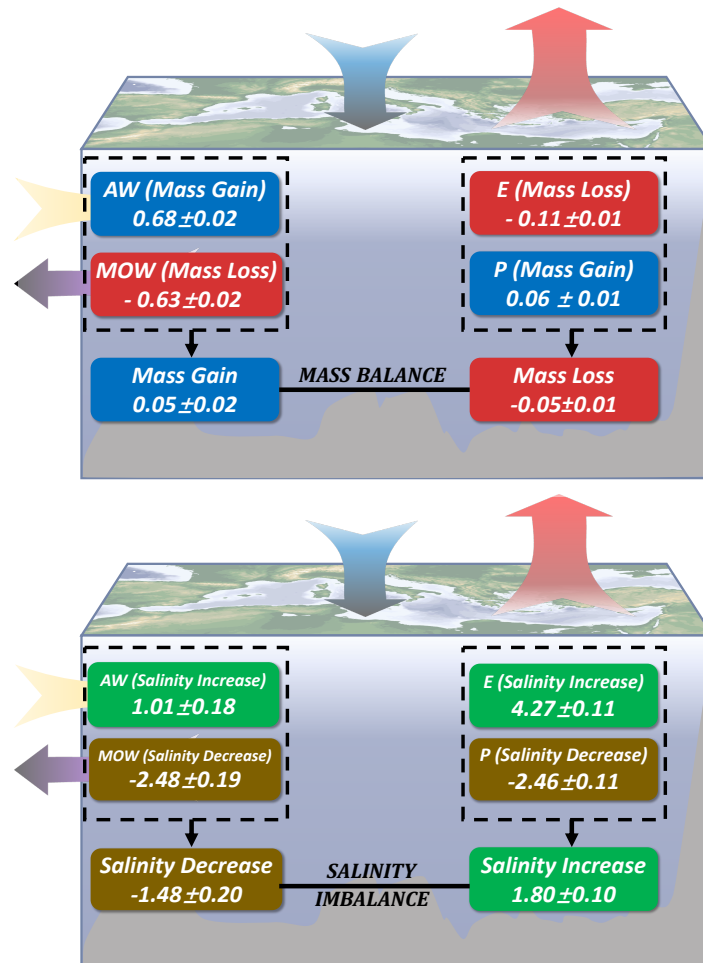 AW (Mass Gain)
0.68±0.02
MOW (Mass Loss)
- 0.63±0.02
Mass Gain
0.05±0.02
MASS BALANCE
E (Mass Loss)
- 0.11±0.01
P (Mass Gain)
0.06 ± 0.01
Mass Loss
-0.05±0.01
AW (Salinity Increase)
1.01±0.18
MOW (Salinity Decrease)
-2.48±0.19
Salinity Decrease
-1.48±0.20
SALINITY
IMBALANCE
E (Salinity Increase)
4.27±0.11
P (Salinity Decrease)
-2.46±0.11
Salinity Increase
1.80±0.10